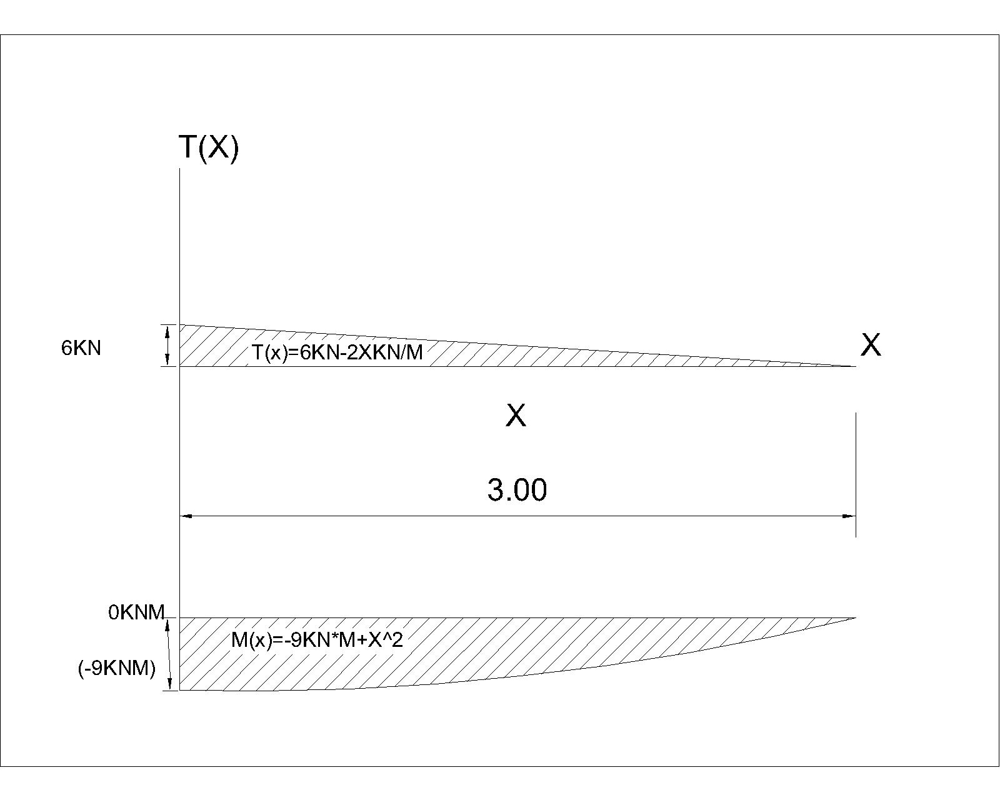 T(X)
6KN
T(x)=6KN-2XKN/M
X
X
3.00
0KNM
M(x)=-9KN*M+X^2
(-9KNM)